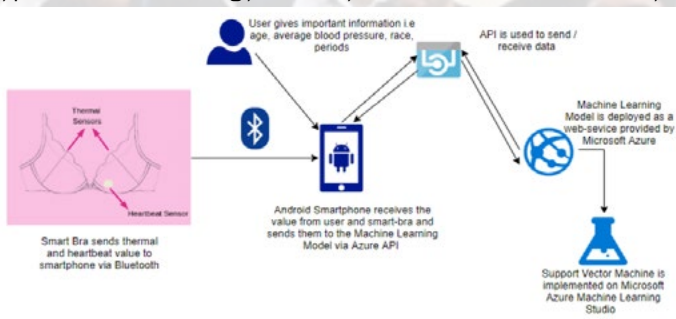 User gives important information i.e
age, average blood pressure, race,
periods
API is used to send /
receive data
Thermal
Sensors
Heartbeat Sensor
Machine Learning
Model is deployed as a
web-sevice provided by
Microsoft Azure
Android Smartphone receives the
value from user and smart-bra and
sends them to the Machine Learning
Model via Azure API
Smart Bra sends thermal
and heartbeat value to
smartphone via Bluetooth
Support Vector Machine is
implemented on Microsoft
Azure Machine Learning
Studio